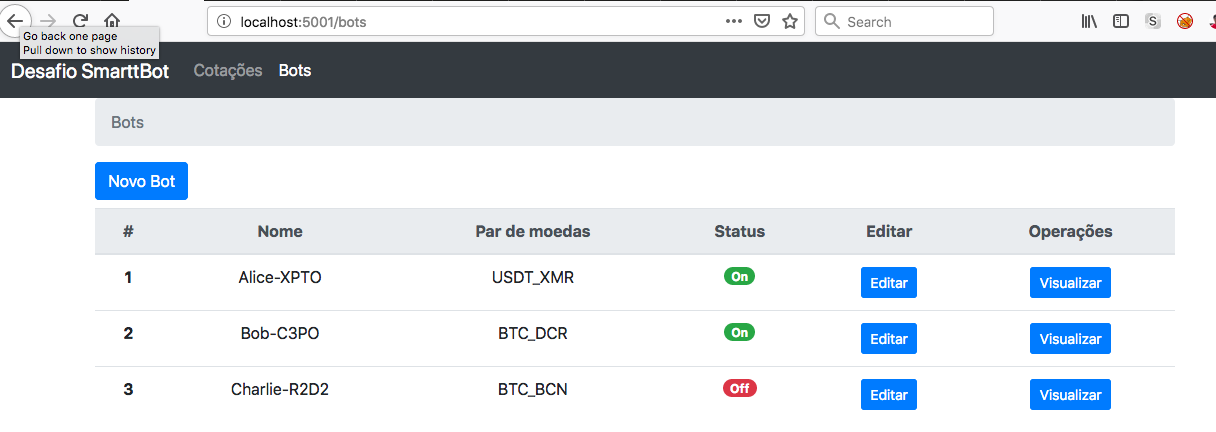 localhost:5001/bots
Search
S
Go back one page
Pull down to show history
Desafio SmarttBot Cotações Bots
Bots
Novo Bot
# Nome Par de moedas Status Editar Operações
1 Alice-XPTO USDT_XMR On Editar Visualizar
2 Bob-C3PO BTC_DCR On Editar Visualizar
3 Charlie-R2D2 BTC_BCN Off Editar Visualizar